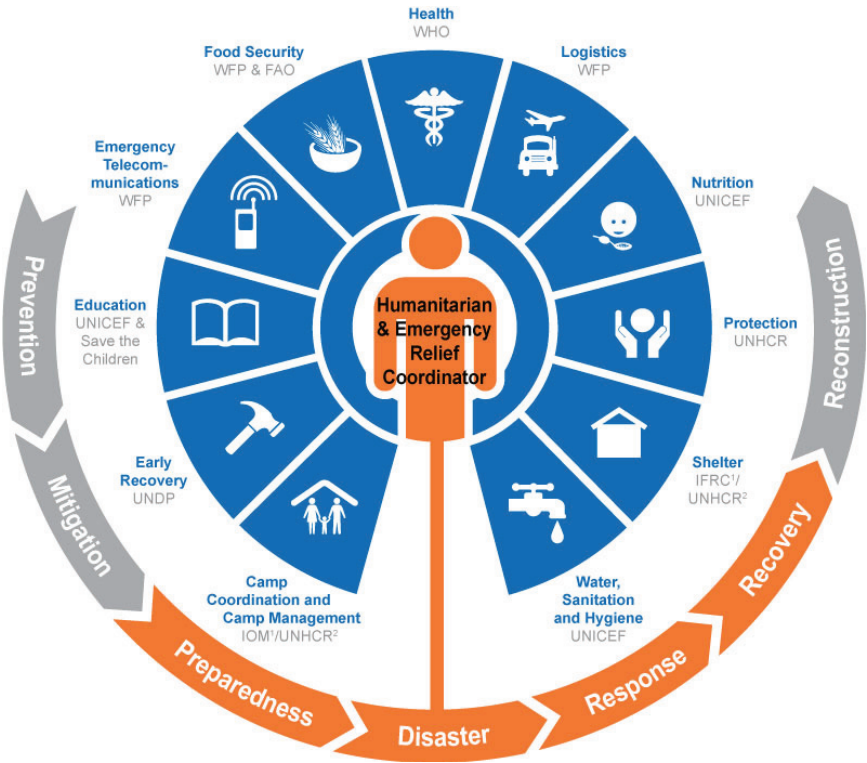 Health
WHO
Food Security
WFP & FAO
Logistics
WFP
Emergency
Telecom-
munications
WFP
Nutrition
UNICEF
Education
UNICEF &
Save the
Children
Humanitarian
& Emergency
Relief
Coordinator
Protection
UNHCR
Early
Recovery
UNDP
Shelter
IFRC¹/
UNHCR²
Camp
Coordination and
Camp Management
IOM¹/UNHCR²
Water,
Sanitation
and Hygiene
UNICEF
Prevention
Mitigation
Preparedness
Disaster
Response
Recovery
Reconstruction